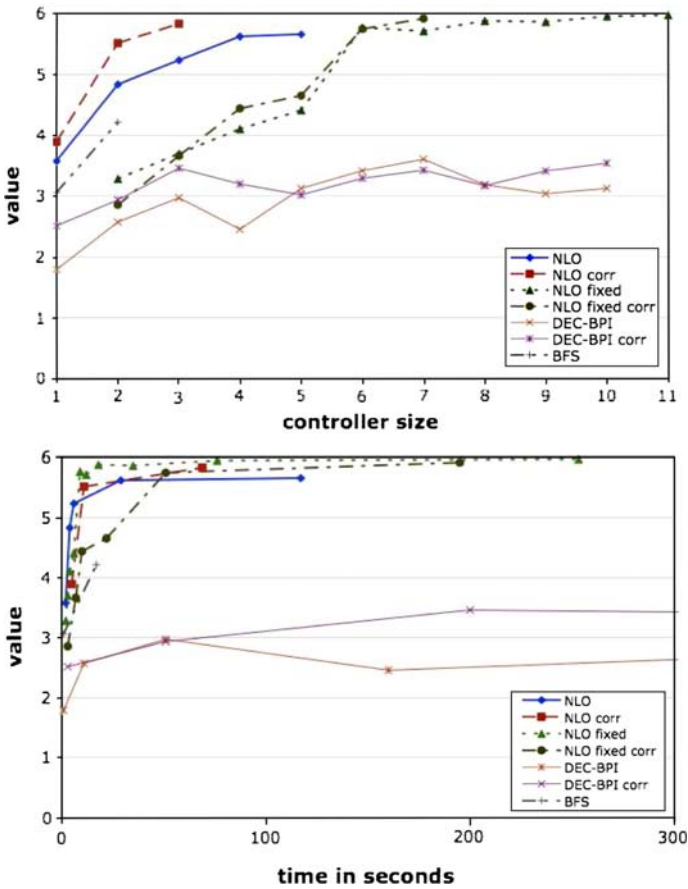 6
5
4
3
2
1
0
value
1 2 3 4 5 6 7 8 9 10 11
controller size
NLO
NLO corr
NLO fixed
NLO fixed corr
DEC-BPI
DEC-BPI corr
BFS
6
5
4
3
2
1
0
value
0 100 200 300
time in seconds
NLO
NLO corr
NLO fixed
NLO fixed corr
DEC-BPI
DEC-BPI corr
BFS